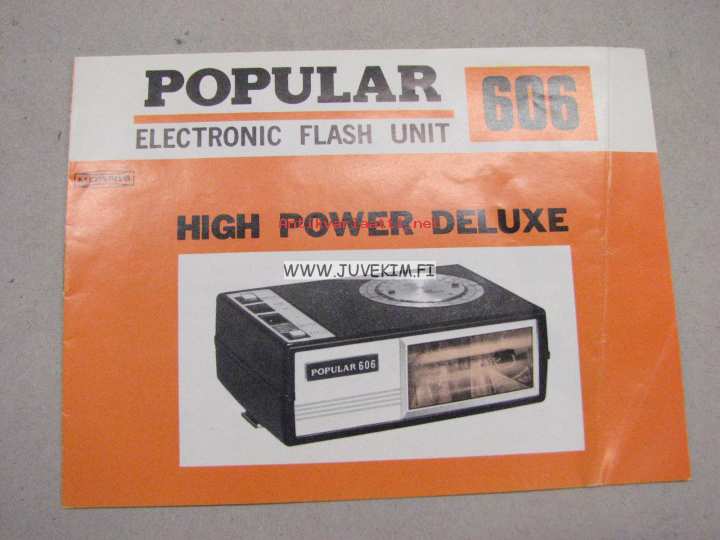 POPULAR
606
ELECTRONIC FLASH UNIT
HIGH POWER DELUXE
WWW.JUVEKIM.FI
POPULAR 606